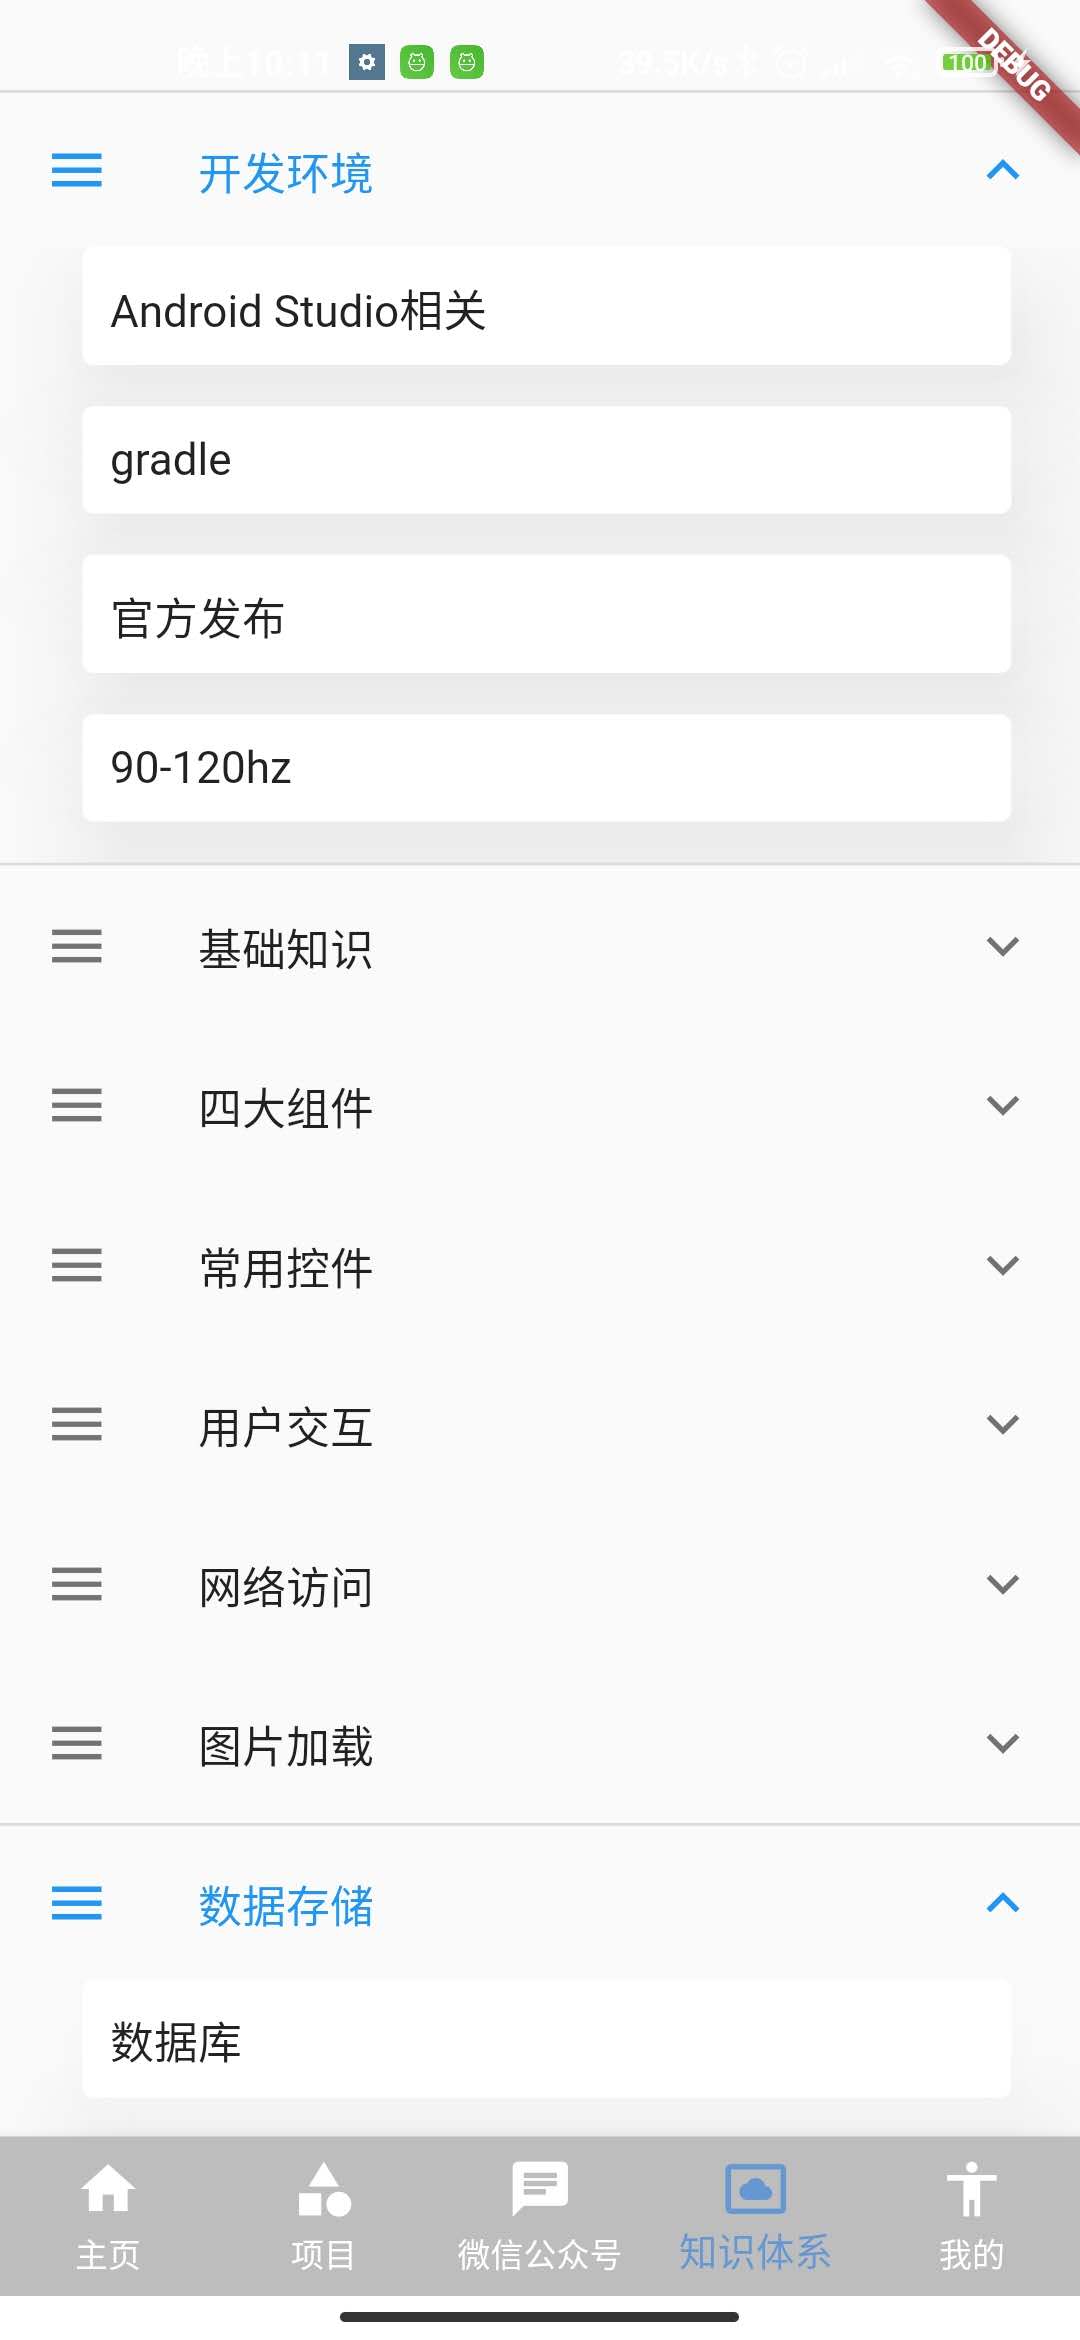 晚上10:11
39.5K/s
100
DEBUG
开发环境
Android Studio相关
gradle
官方发布
90-120hz
基础知识
四大组件
常用控件
用户交互
网络访问
图片加载
数据存储
数据库
主页
项目
微信公众号
知识体系
我的